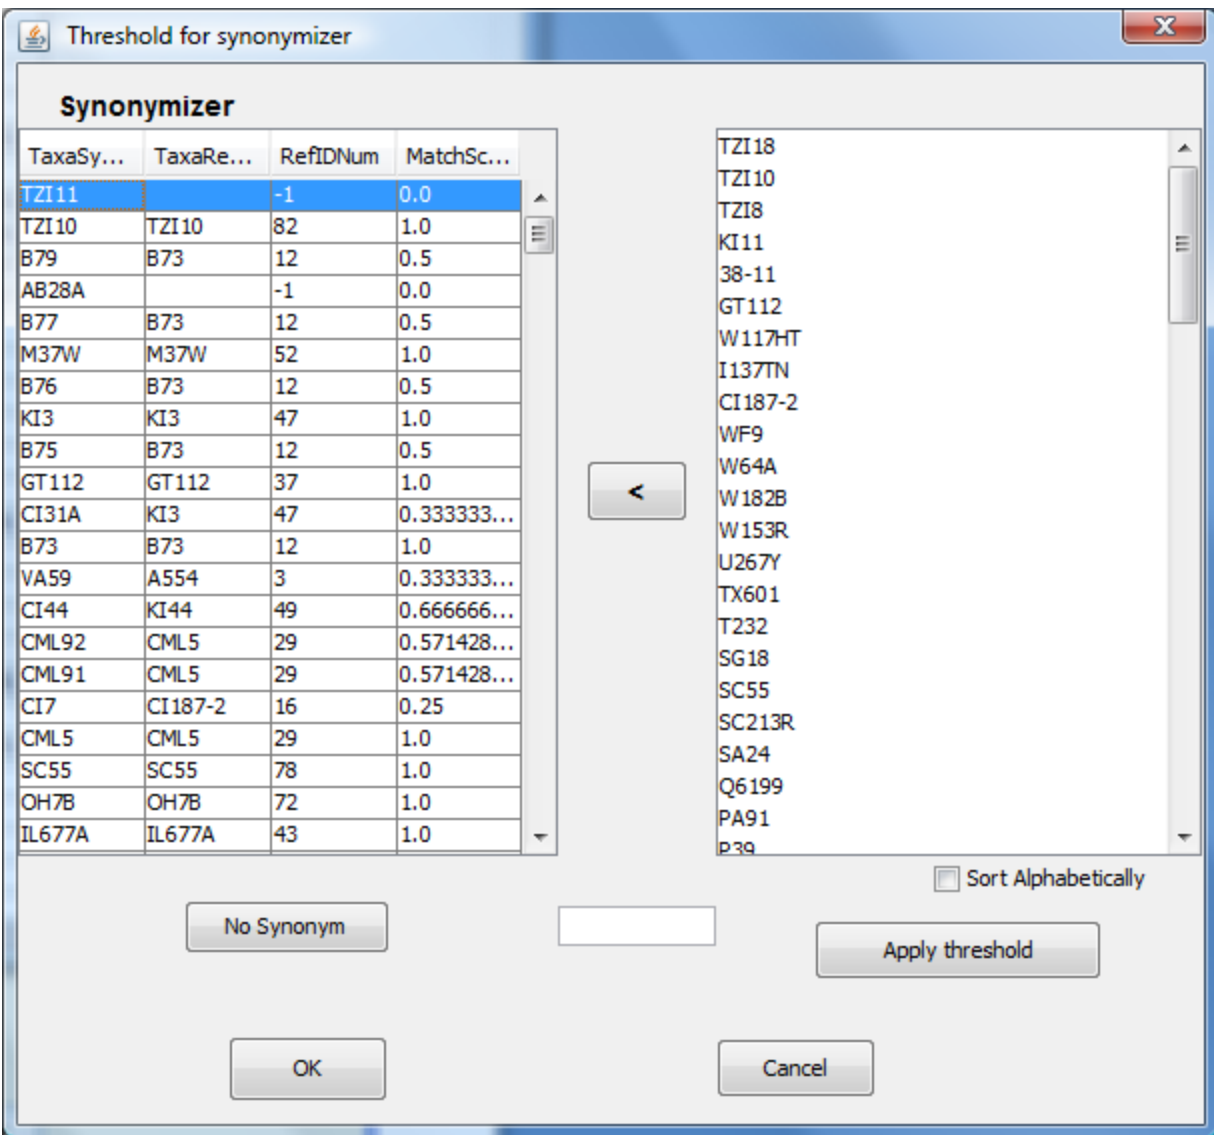 Threshold for synonymizer
Synonymizer
TaxaSy... TaxaRe... RefIDNum MatchSc...
TZI11 -1 0.0
TZI10 TZI10 82 1.0
B79 B73 12 0.5
AB28A -1 0.0
B77 B73 12 0.5
M37W M37W 52 1.0
B76 B73 12 0.5
KI3 KI3 47 1.0
B75 B73 12 0.5
GT112 GT112 37 1.0
CI31A KI3 47 0.333333...
B73 B73 12 1.0
VA59 A554 3 0.333333...
CI44 KI44 49 0.666666...
CML92 CML5 29 0.571428...
CML91 CML5 29 0.571428...
CI7 CI187-2 16 0.25
CML5 CML5 29 1.0
SC55 SC55 78 1.0
OH7B OH7B 72 1.0
IL677A IL677A 43 1.0
<
TZI18
TZI10
TZI8
KI11
38-11
GT112
W117HT
I137TN
CI187-2
WF9
W64A
W182B
W153R
U267Y
TX601
T232
SG18
SC55
SC213R
SA24
Q6199
PA91
P39
Sort Alphabetically
No Synonym
Apply threshold
OK
Cancel